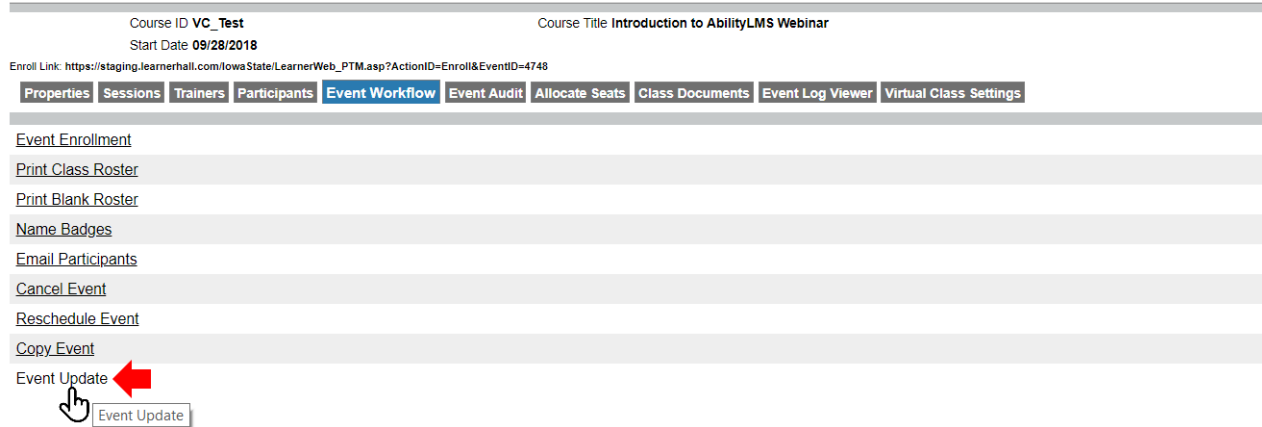 Course ID VC_Test Course Title Introduction to AbilityLMS Webinar
Start Date 09/28/2018
Enroll Link: https://staging.learnerhall.com/IowaState/LearnerWeb_PTM.asp?ActionID=Enroll&EventID=4748
Properties Sessions Trainers Participants Event Workflow Event Audit Allocate Seats Class Documents Event Log Viewer Virtual Class Settings
Event Enrollment
Print Class Roster
Print Blank Roster
Name Badges
Email Participants
Cancel Event
Reschedule Event
Copy Event
Event Update
Event Update